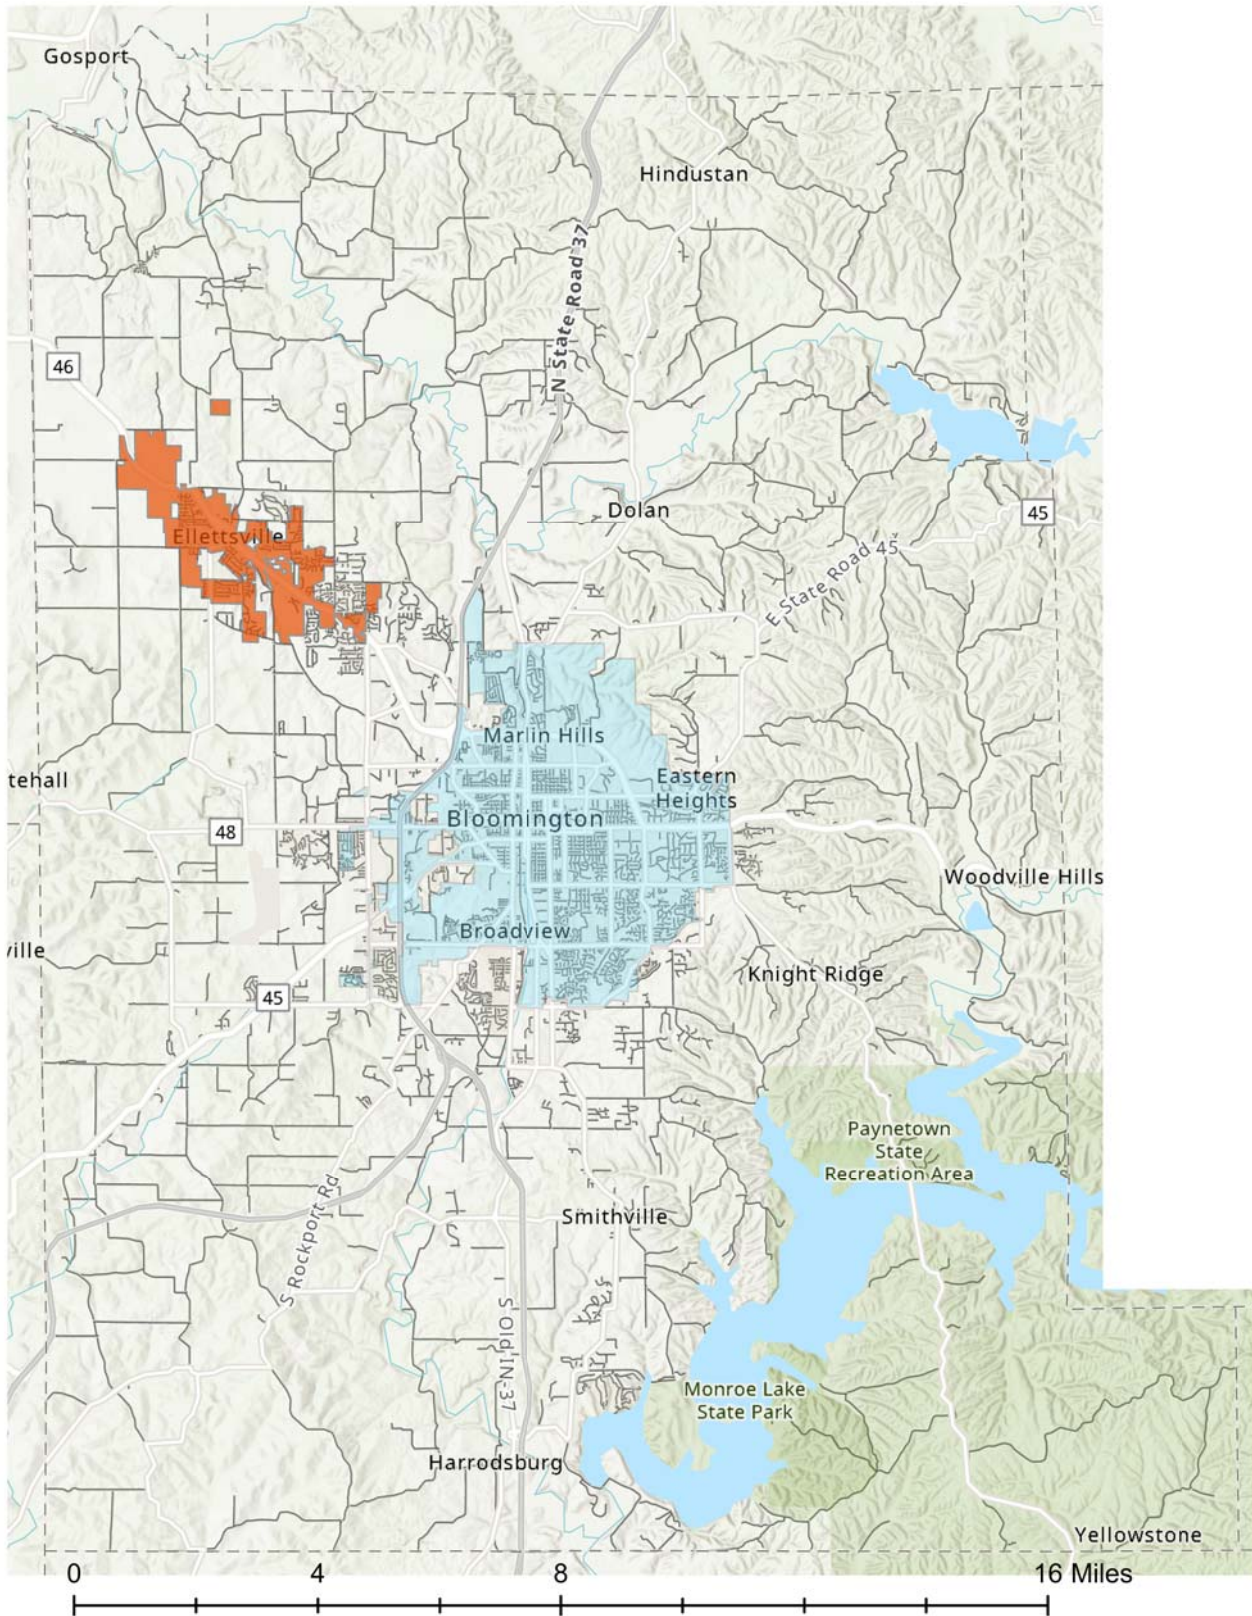 Gosport
Hindustan
N State Road 37
46
Dolan
45
Ellettsville
E State Road 45
Marlin Hills
Eastern
Heights
tehall
Bloomington
48
Woodville Hills
Broadview
ville
Knight Ridge
45
Paynetown
State
Recreation Area
S Rockport Rd
Smithville
S Old IN-37
Monroe Lake
State Park
Harrodsburg
Yellowstone
0 4 8 16 Miles